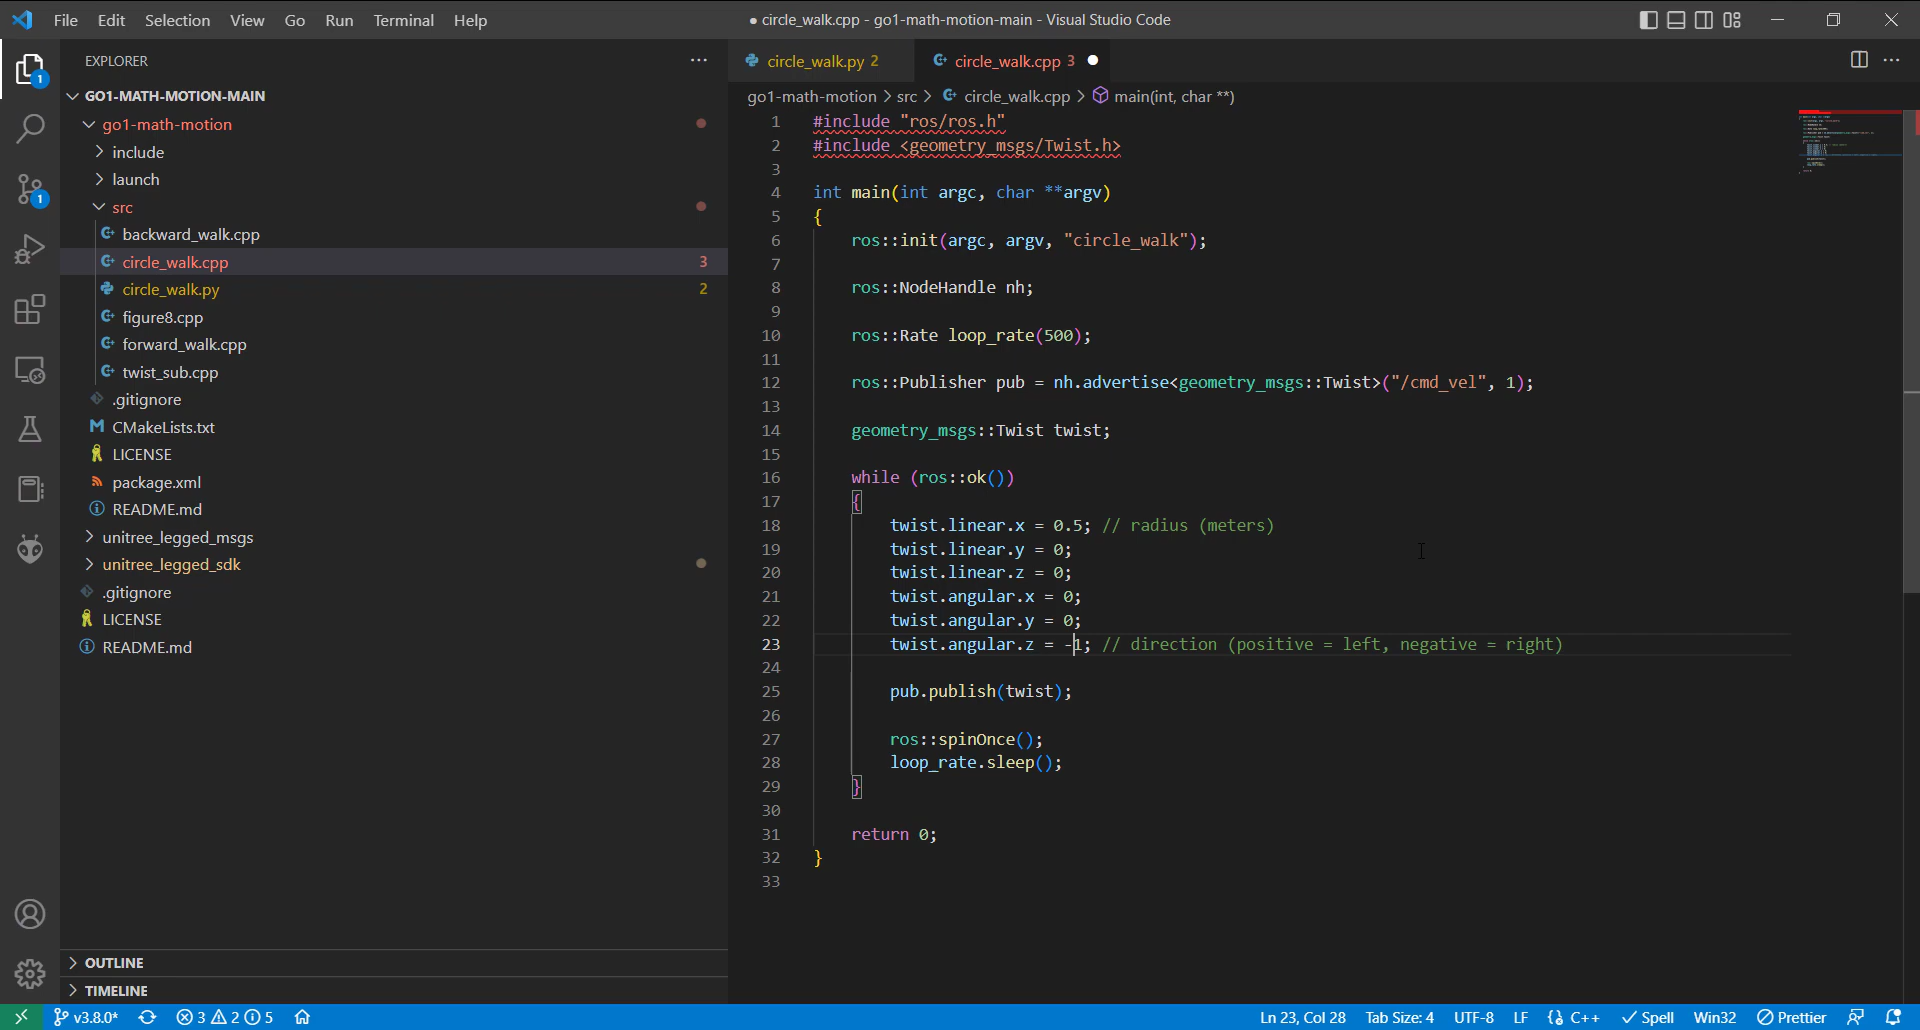 File Edit Selection View Go Run Terminal Help
● circle_walk.cpp - go1-math-motion-main - Visual Studio Code
EXPLORER
GO1-MATH-MOTION-MAIN
go1-math-motion
include
launch
src
backward_walk.cpp
circle_walk.cpp 3
circle_walk.py 2
figure8.cpp
forward_walk.cpp
twist_sub.cpp
.gitignore
CMakeLists.txt
LICENSE
package.xml
README.md
unitree_legged_msgs
unitree_legged_sdk
.gitignore
LICENSE
README.md
OUTLINE
TIMELINE
1
1
circle_walk.py 2
circle_walk.cpp 3 ●
go1-math-motion > src > circle_walk.cpp > main(int, char **)
1 #include "ros/ros.h"
2 #include <geometry_msgs/Twist.h>
3
4 int main(int argc, char **argv)
5 {
6 ros::init(argc, argv, "circle_walk");
7
8 ros::NodeHandle nh;
9
10 ros::Rate loop_rate(500);
11
12 ros::Publisher pub = nh.advertise<geometry_msgs::Twist>("/cmd_vel", 1);
13
14 geometry_msgs::Twist twist;
15
16 while (ros::ok())
17 {
18 twist.linear.x = 0.5; // radius (meters)
19 twist.linear.y = 0;
20 twist.linear.z = 0;
21 twist.angular.x = 0;
22 twist.angular.y = 0;
23 twist.angular.z = -1; // direction (positive = left, negative = right)
24
25 pub.publish(twist);
26
27 ros::spinOnce();
28 loop_rate.sleep();
29 }
30
31 return 0;
32 }
33
v3.8.0* 3 2 5 Ln 23, Col 28 Tab Size: 4 UTF-8 LF {} C++ Spell Win32 Prettier